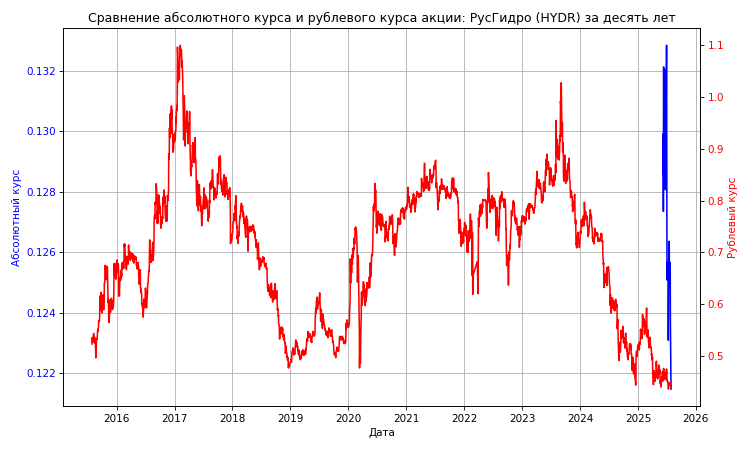 Сравнение абсолютного курса и рублевого курса акции: РусГидро (HYDR) за десять лет
0.132
0.130
0.128
0.126
0.124
0.122
Абсолютный курс
1.1
1.0
0.9
0.8
0.7
0.6
0.5
Рублевый курс
2016 2017 2018 2019 2020 2021 2022 2023 2024 2025 2026
Дата